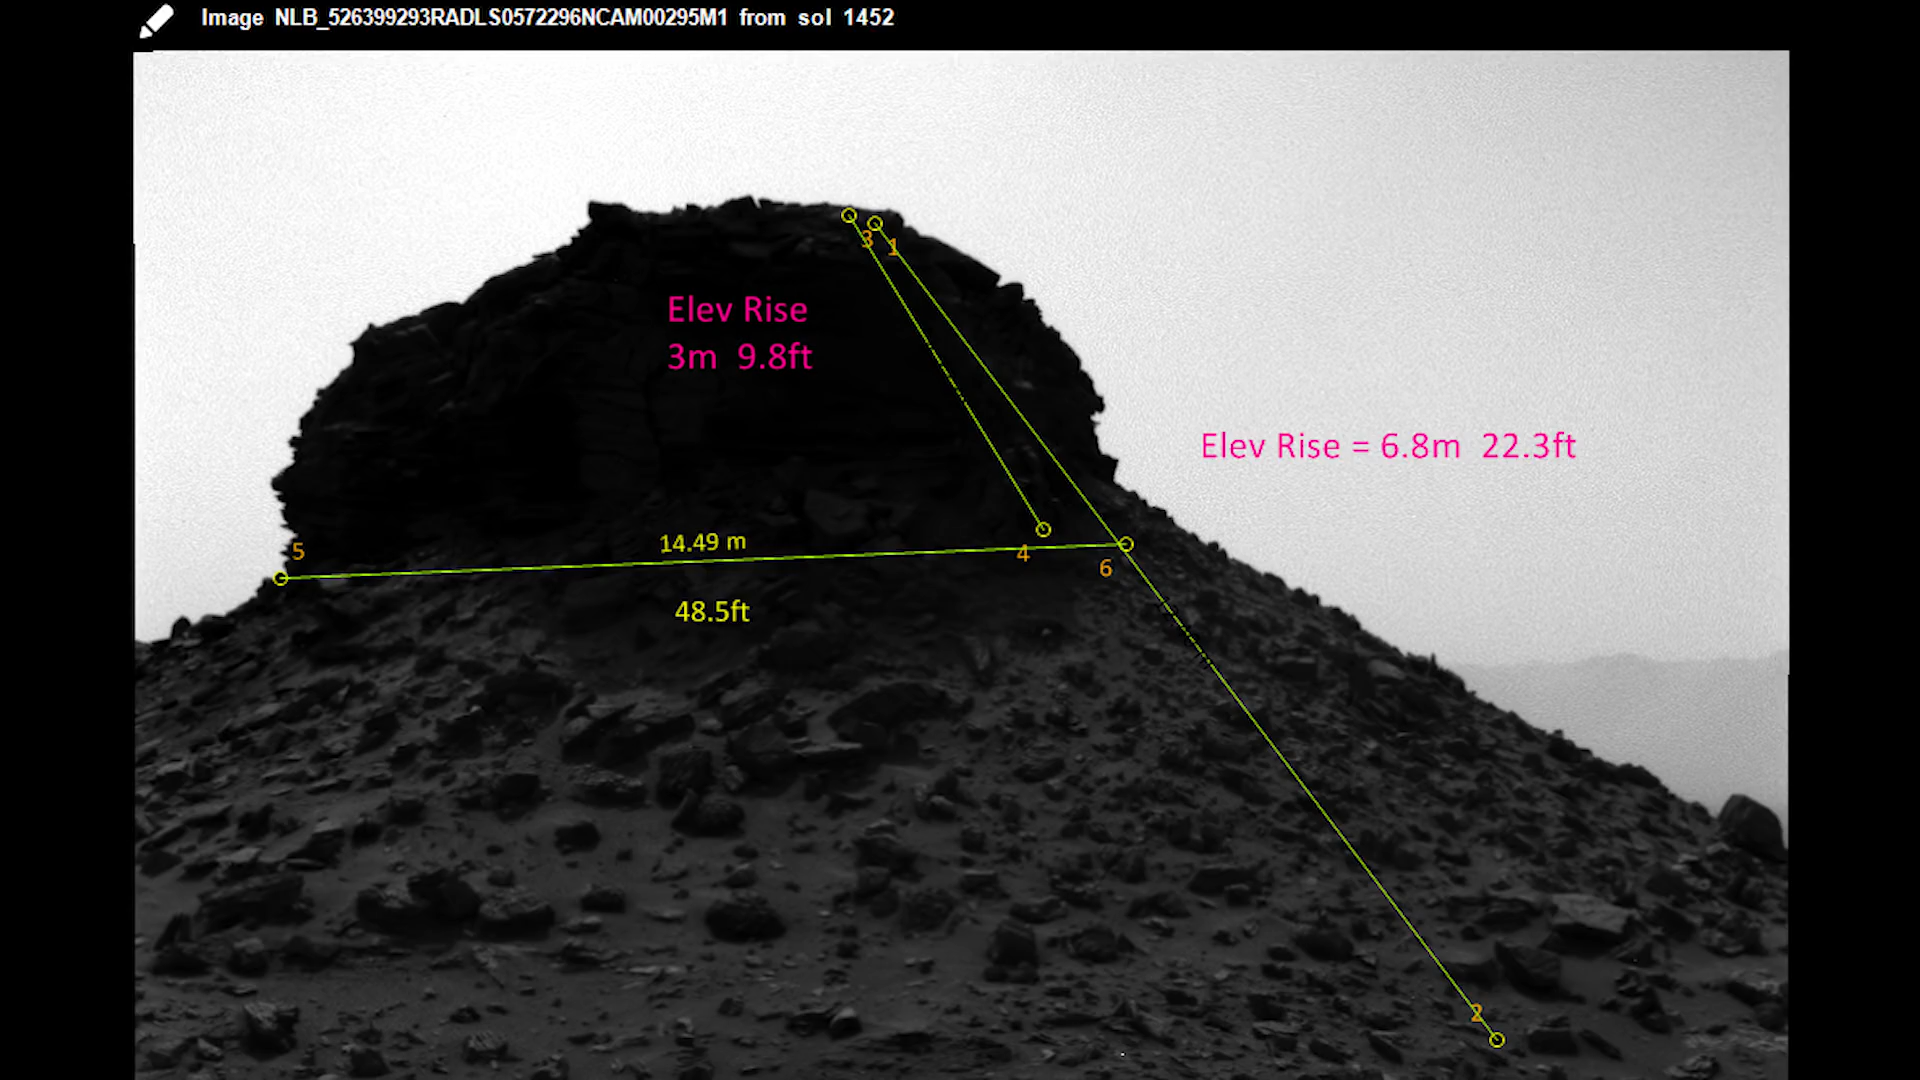 Image NLB_526399293RADLS0572296NCAM00295M1 from sol 1452
3 1
Elev Rise
3m 9.8ft
Elev Rise = 6.8m 22.3ft
5
14.49 m
4
6
48.5ft
2